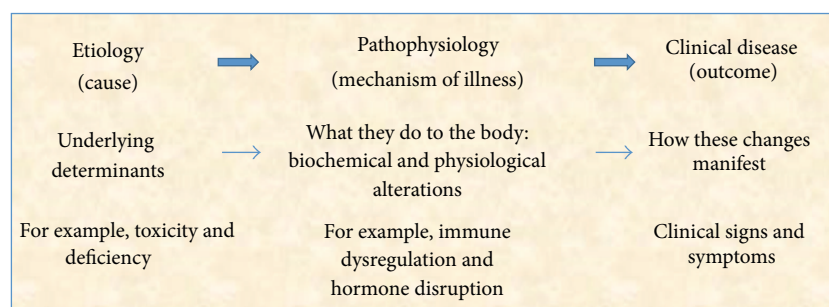 Etiology
(cause)
Pathophysiology
(mechanism of illness)
Clinical disease
(outcome)
Underlying
determinants
What they do to the body:
biochemical and physiological
alterations
How these changes
manifest
For example, toxicity and
deficiency
For example, immune
dysregulation and
hormone disruption
Clinical signs and
symptoms